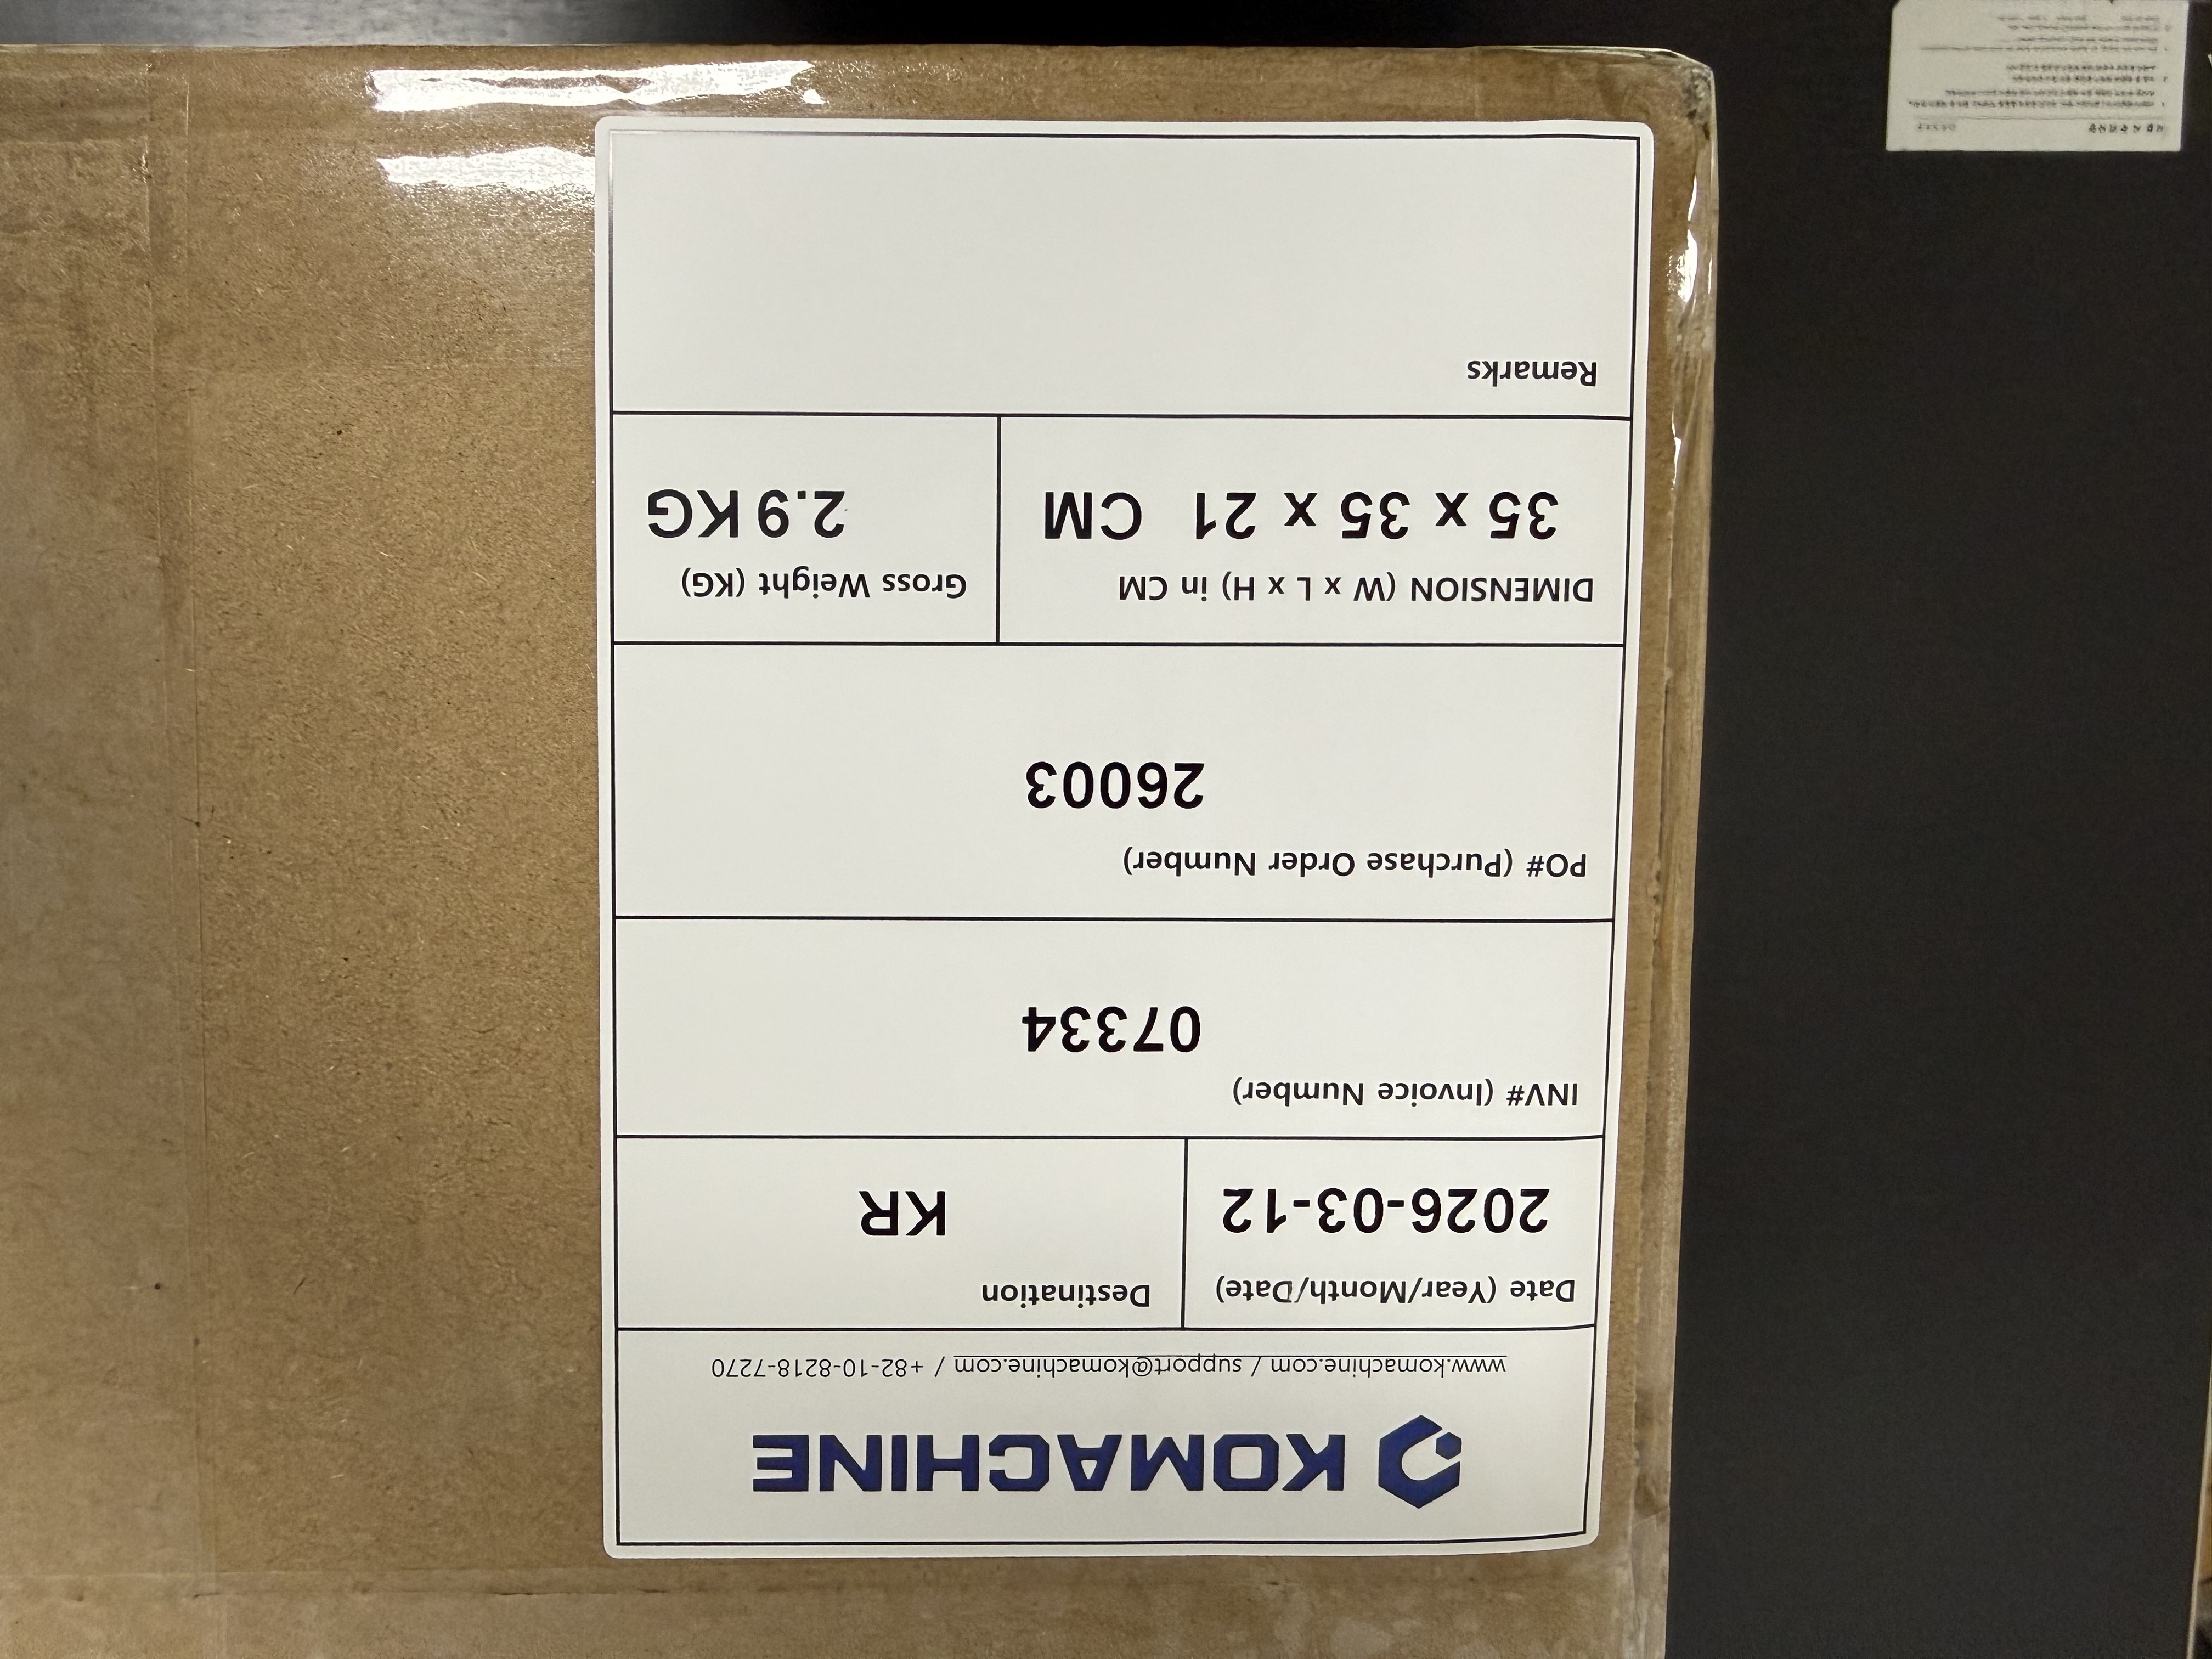 KOMACHINE
www.komachine.com / support@komachine.com / +82-10-8218-7270
Date (Year/Month/Date)
2026-03-12
Destination
KR
INV# (Invoice Number)
07334
PO# (Purchase Order Number)
26003
DIMENSION (W x L x H) in CM
35 x 35 x 21 CM
Gross Weight (KG)
2.9 KG
Remarks